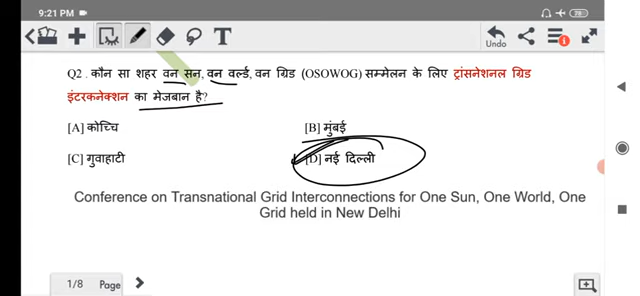 9:21 PM
78
Undo
Q2 . कौन सा शहर वन सन, वन वर्ल्ड, वन ग्रिड (OSOWOG) सम्मेलन के लिए ट्रांसनेशनल ग्रिड
इंटरकनेक्शन का मेजबान है?
[A] कोच्चि
[B] मुंबई
[C] गुवाहाटी
[D] नई दिल्ली
Conference on Transnational Grid Interconnections for One Sun, One World, One
Grid held in New Delhi
1/8 Page